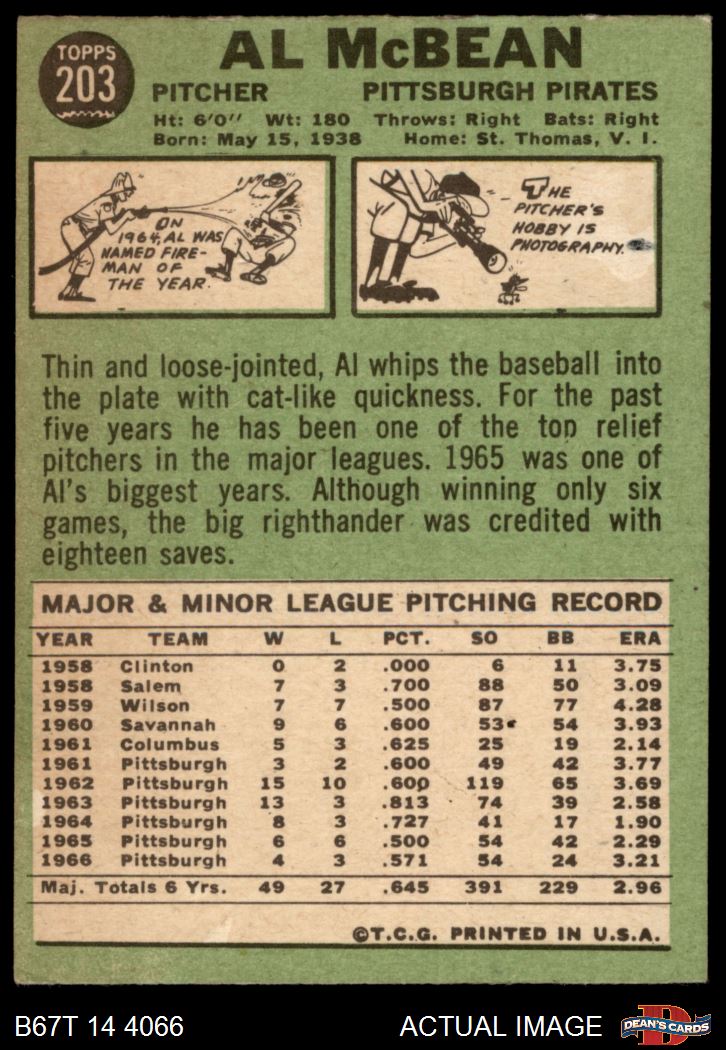 TOPPS
203
AL McBEAN
PITCHER PITTSBURGH PIRATES
Ht: 6'0" Wt: 180 Throws: Right Bats: Right
Born: May 15, 1938 Home: St. Thomas, V. I.
ON
1964, AL WAS
NAMED FIRE-
MAN OF
THE YEAR.
THE
PITCHER'S
HOBBY IS
PHOTOGRAPHY.
Thin and loose-jointed, Al whips the baseball into
the plate with cat-like quickness. For the past
five years he has been one of the top relief
pitchers in the major leagues. 1965 was one of
Al's biggest years. Although winning only six
games, the big righthander was credited with
eighteen saves.
MAJOR & MINOR LEAGUE PITCHING RECORD
YEAR TEAM W L PCT. SO BB ERA
1958 Clinton 0 2 .000 6 11 3.75
1958 Salem 7 3 .700 88 50 3.09
1959 Wilson 7 7 .500 87 77 4.28
1960 Savannah 9 6 .600 53 54 3.93
1961 Columbus 5 3 .625 25 19 2.14
1961 Pittsburgh 3 2 .600 49 42 3.77
1962 Pittsburgh 15 10 .600 119 65 3.69
1963 Pittsburgh 13 3 .813 74 39 2.58
1964 Pittsburgh 8 3 .727 41 17 1.90
1965 Pittsburgh 6 6 .500 54 42 2.29
1966 Pittsburgh 4 3 .571 54 24 3.21
Maj. Totals 6 Yrs. 49 27 .645 391 229 2.96
©T.C.G. PRINTED IN U.S.A.
B67T 14 4066 ACTUAL IMAGE
D
DEAN'S CARDS